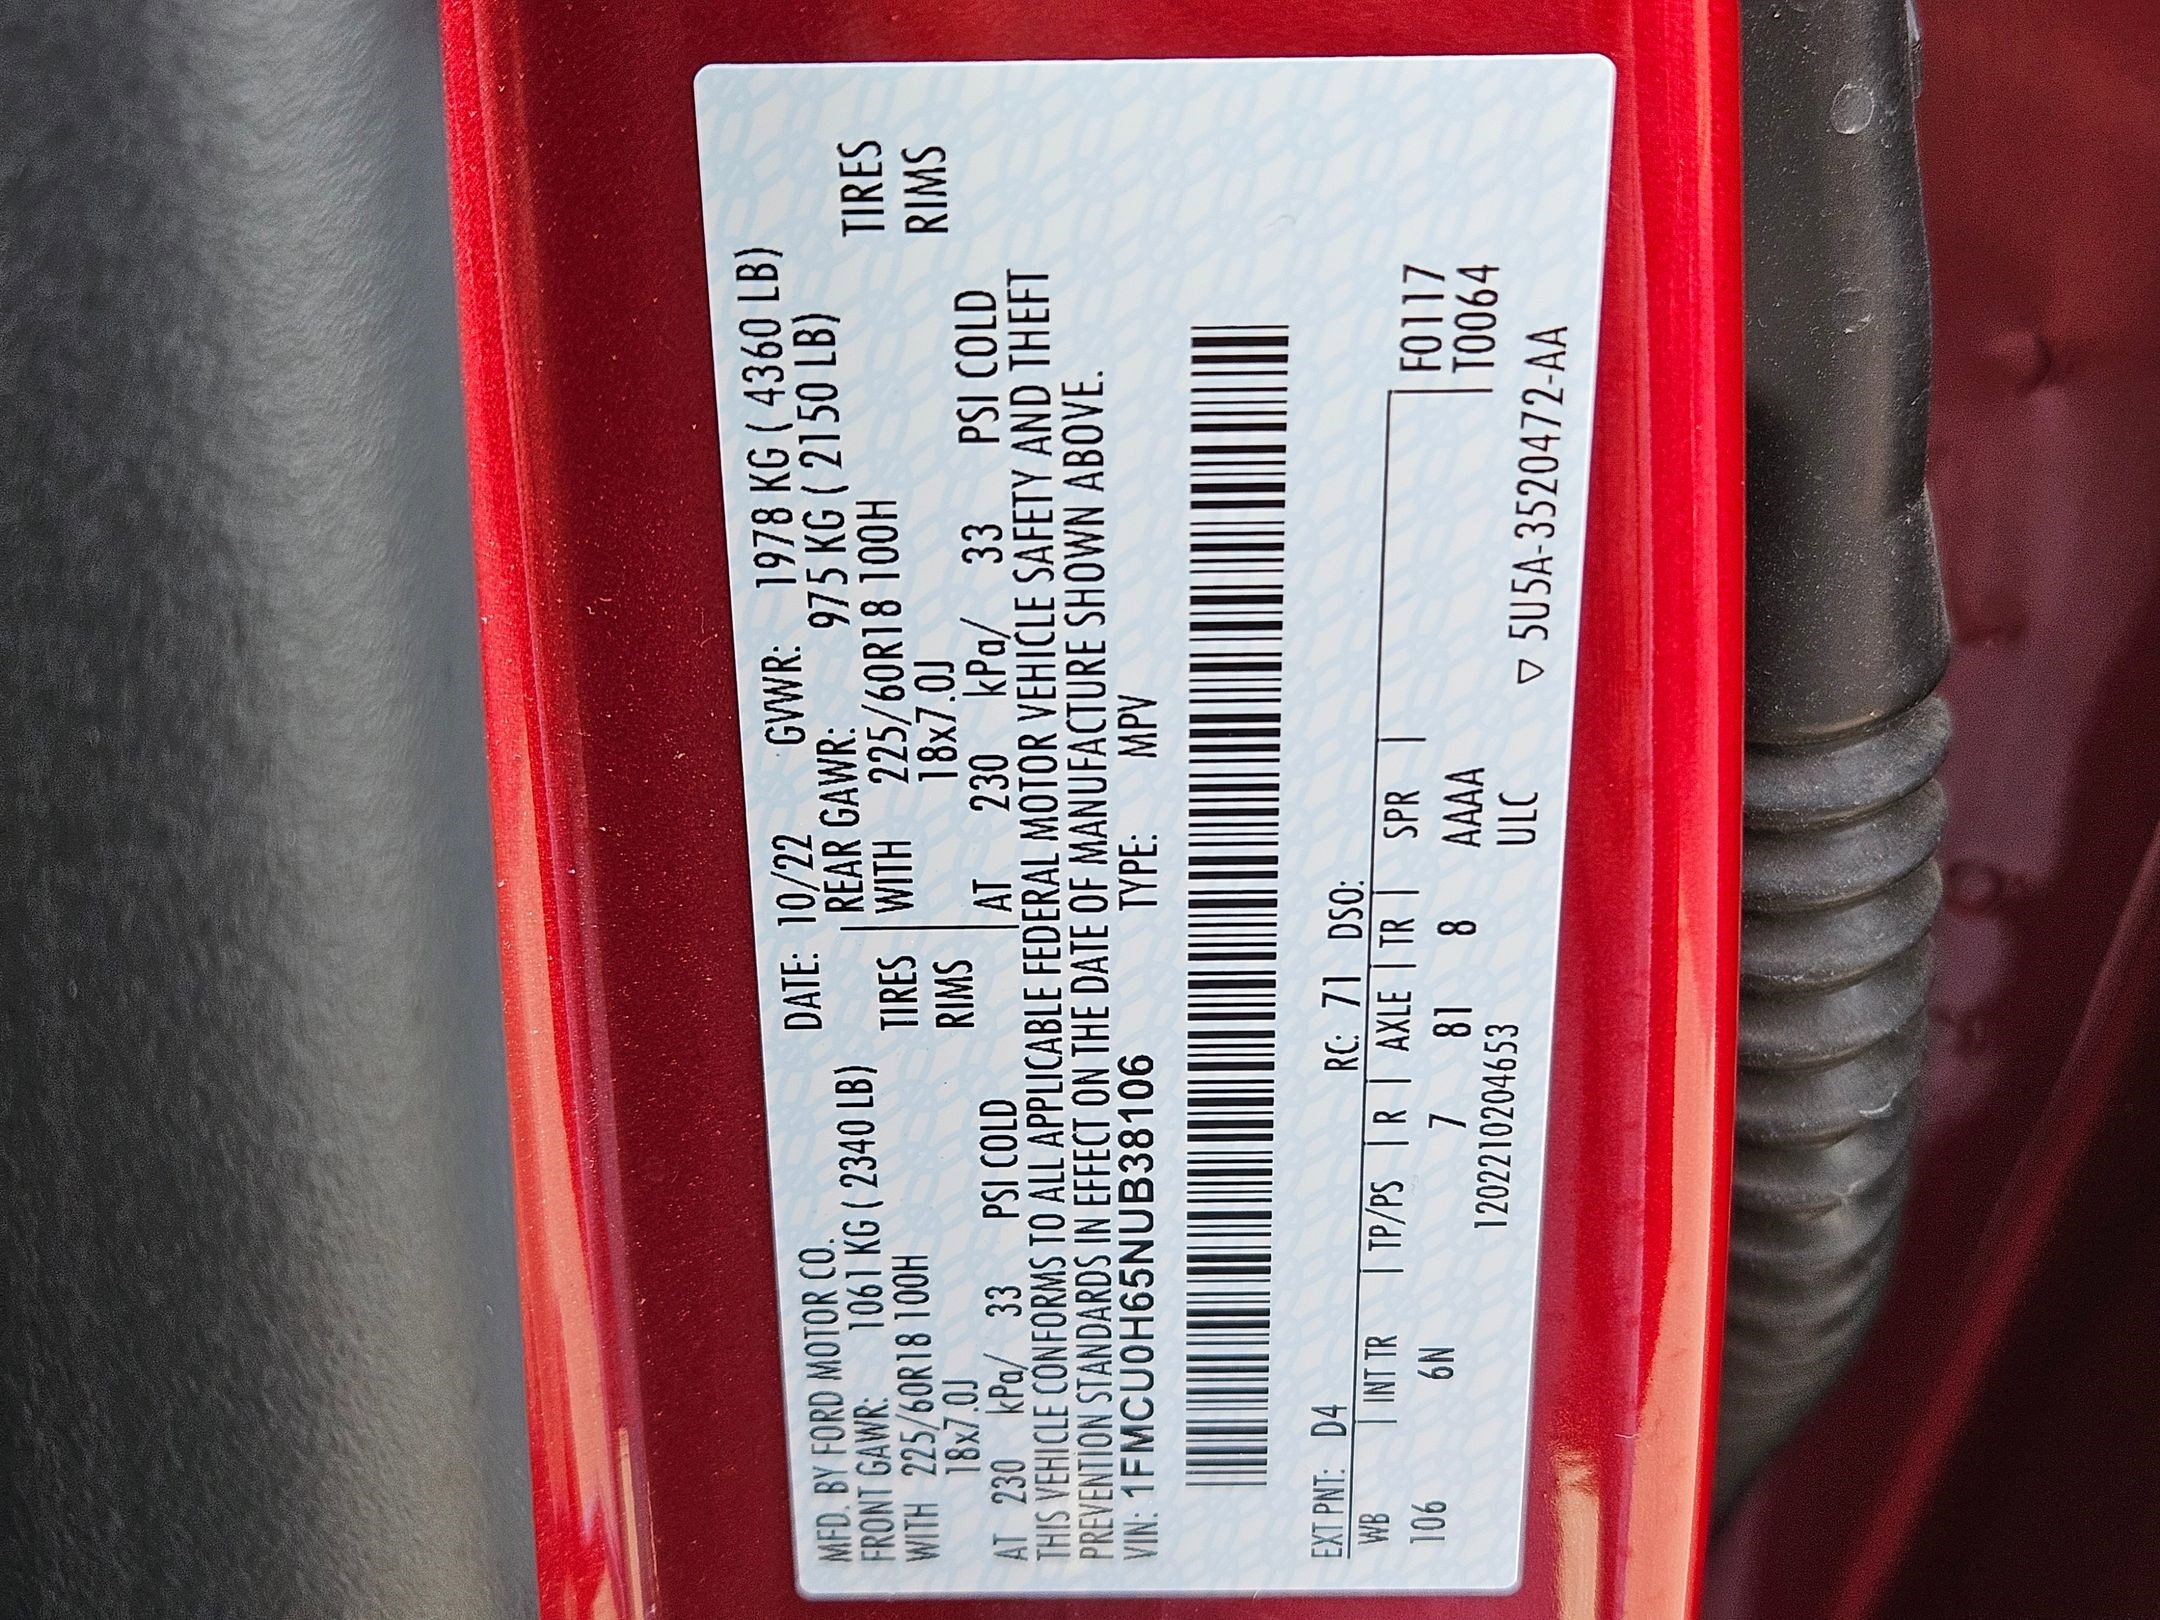 MFD. BY FORD MOTOR CO. DATE: 10/22 GVWR: 1978 KG ( 4360 LB)
FRONT GAWR: 1061 KG ( 2340 LB) REAR GAWR: 975 KG ( 2150 LB)
WITH 225/60R18 100H TIRES WITH 225/60R18 100H TIRES
18x7.0J RIMS 18x7.0J RIMS
AT 230 kPa/ 33 PSI COLD AT 230 kPa/ 33 PSI COLD
THIS VEHICLE CONFORMS TO ALL APPLICABLE FEDERAL MOTOR VEHICLE SAFETY AND THEFT
PREVENTION STANDARDS IN EFFECT ON THE DATE OF MANUFACTURE SHOWN ABOVE.
VIN: 1FMCU0H65NUB38106 TYPE: MPV
EXT PNT: D4 RC: 71 DSO:
WB | INT TR | TP/PS | R | AXLE | TR | SPR | F0117
106 6N 7 81 8 AAAA T00064
1202210204653 ULC
▽ 5U5A-3520472-AA